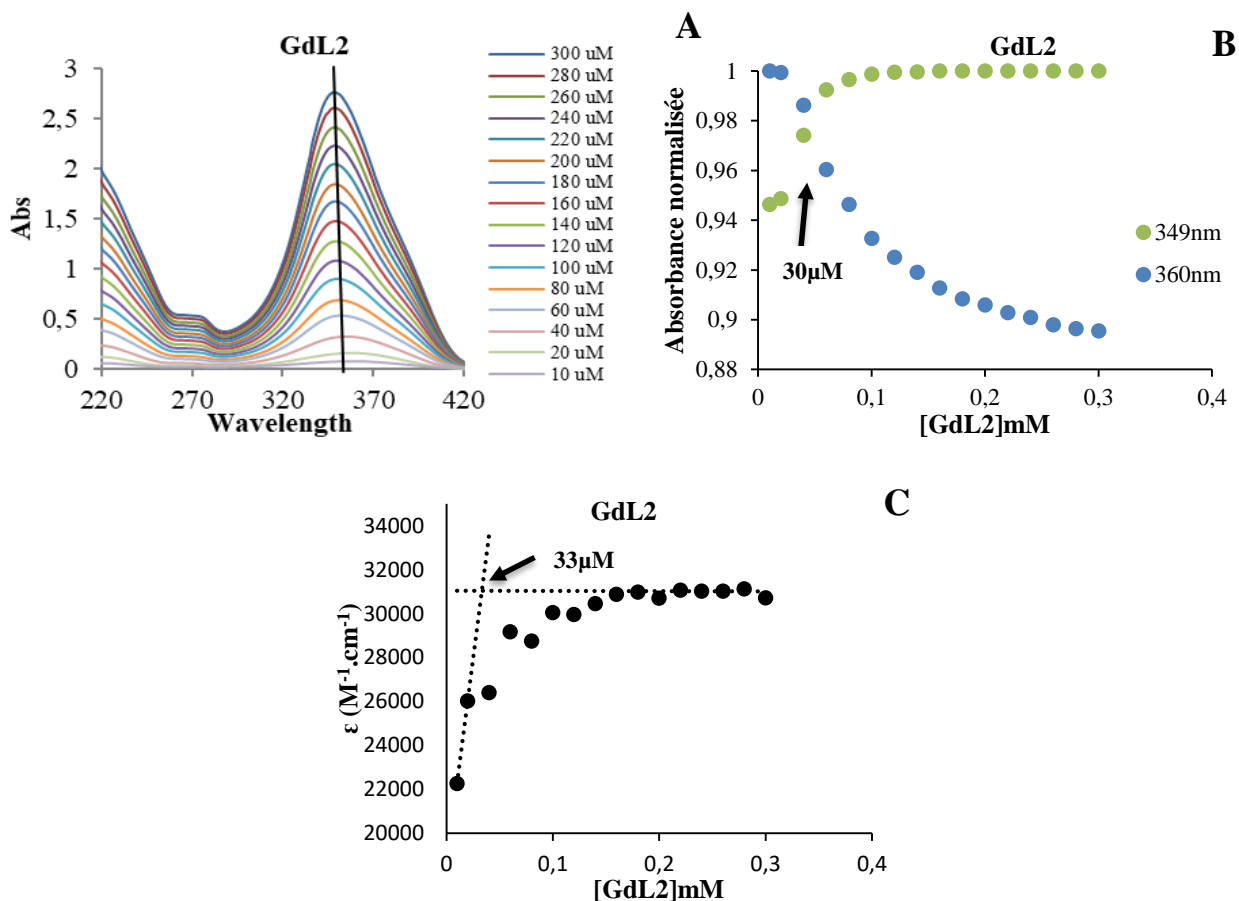 GdL2
A
Abs
3
2,5
2
1,5
1
0,5
0
220
270
320
370
420
Wavelength
300 uM
280 uM
260 uM
240 uM
220 uM
200 uM
180 uM
160 uM
140 uM
120 uM
100 uM
80 uM
60 uM
40 uM
20 uM
10 uM
GdL2
B
Absorbance normalisée
1
0,98
0,96
0,94
0,92
0,9
0,88
30µM
349nm
360nm
0
0,1
0,2
0,3
0,4
[GdL2]mM
GdL2
C
ε (M⁻¹.cm⁻¹)
34000
32000
30000
28000
26000
24000
22000
20000
33µM
0
0,1
0,2
0,3
0,4
[GdL2]mM